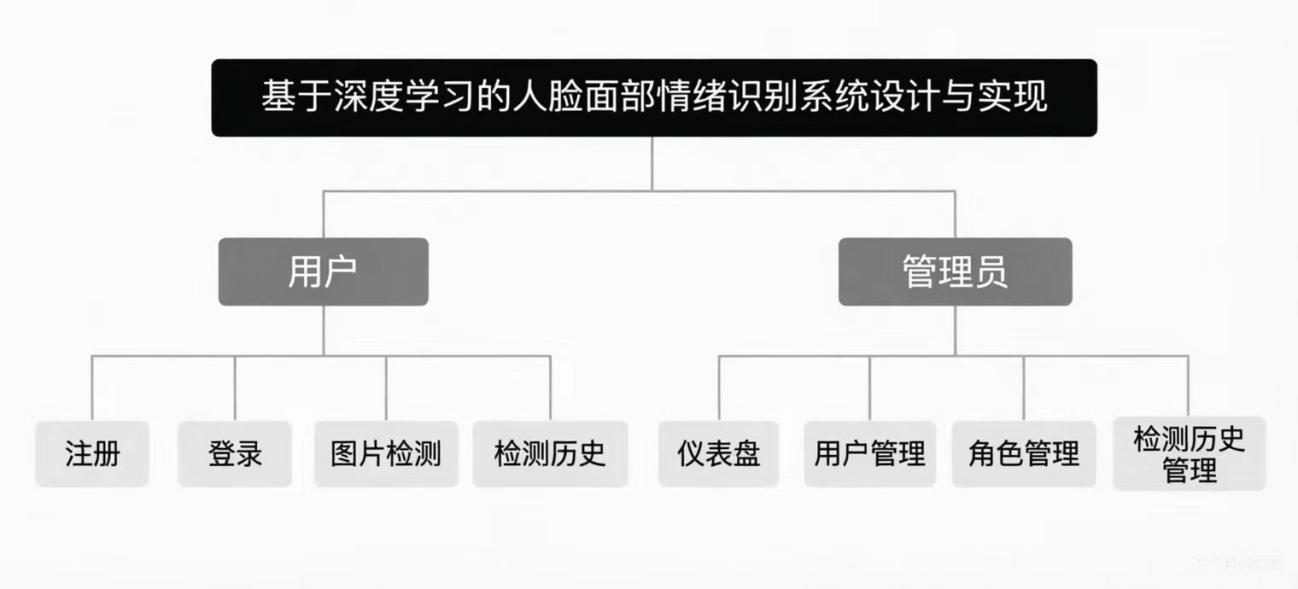 基于深度学习的人脸面部情绪识别系统设计与实现
用户
管理员
注册
登录
图片检测
检测历史
仪表盘
用户管理
角色管理
检测历史
管理